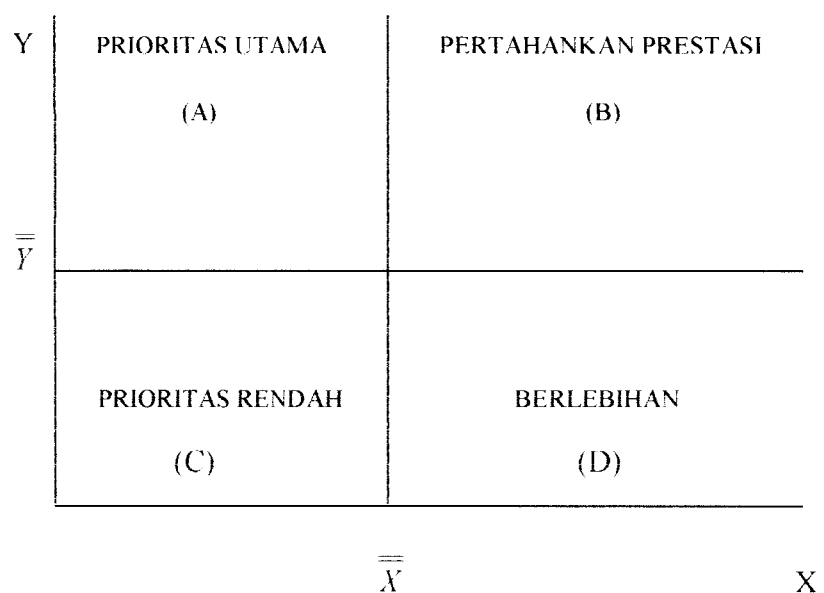 Y PRIORITAS UTAMA PERTAHANKAN PRESTASI
(A) (B)
Y̿
PRIORITAS RENDAH BERLEBIHAN
(C) (D)
X̿ X